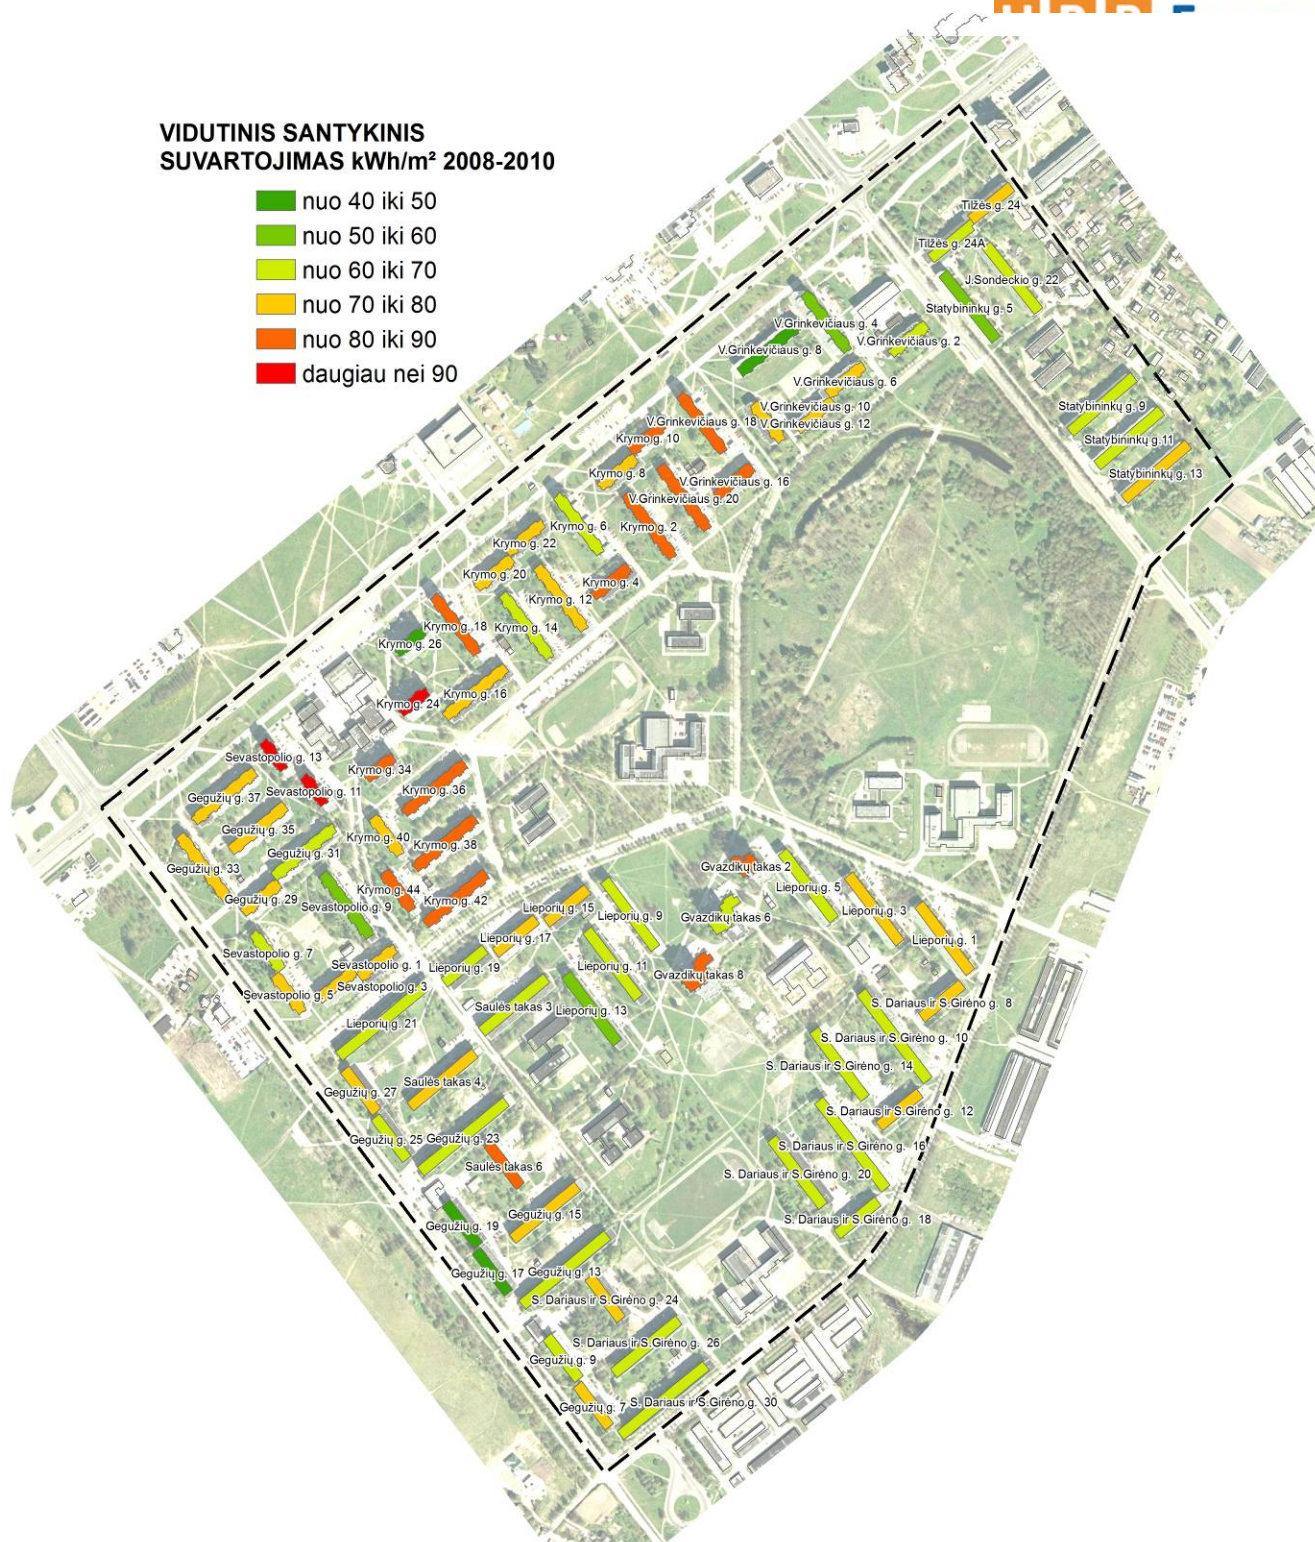 VIDUTINIS SANTYKINIS
SUVARTOJIMAS kWh/m² 2008-2010
nuo 40 iki 50
nuo 50 iki 60
nuo 60 iki 70
nuo 70 iki 80
nuo 80 iki 90
daugiau nei 90
Tilžės g. 24
Tilžės g. 24A
J.Sondeckio g. 22
Statybininkų g. 5
V.Grinkevičiaus g. 4
V.Grinkevičiaus g. 2
V.Grinkevičiaus g. 8
V.Grinkevičiaus g. 6
V.Grinkevičiaus g. 10
V.Grinkevičiaus g. 12
Statybininkų g. 9
V.Grinkevičiaus g. 18
Krymo g. 10
Statybininkų g. 11
Krymo g. 8
Statybininkų g. 13
V.Grinkevičiaus g. 16
V.Grinkevičiaus g. 20
Krymo g. 6
Krymo g. 2
Krymo g. 22
Krymo g. 20
Krymo g. 4
Krymo g. 12
Krymo g. 18
Krymo g. 14
Krymo g. 26
Krymo g. 16
Krymo g. 24
Sevastopolio g. 13
Krymo g. 34
Sevastopolio g. 11
Krymo g. 36
Gegužių g. 37
Gegužių g. 35
Krymo g. 40
Krymo g. 38
Gegužių g. 31
Gvazdikų takas 2
Gegužių g. 33
Lieporių g. 5
Krymo g. 44
Gegužių g. 29
Krymo g. 42
Sevastopolio g. 9
Lieporių g. 15
Lieporių g. 3
Lieporių g. 9
Gvazdikų takas 6
Lieporių g. 17
Lieporių g. 1
Sevastopolio g. 7
Sevastopolio g. 1
Lieporių g. 19
Lieporių g. 11
Gvazdikų takas 8
Sevastopolio g. 3
Sevastopolio g. 5
S. Dariaus ir S.Girėno g. 8
Saulės takas 3
Lieporių g. 13
Lieporių g. 21
S. Dariaus ir S.Girėno g. 10
S. Dariaus ir S.Girėno g. 14
Saulės takas 4
Gegužių g. 27
S. Dariaus ir S.Girėno g. 12
Gegužių g. 25
Gegužių g. 23
S. Dariaus ir S.Girėno g. 16
Saulės takas 6
S. Dariaus ir S.Girėno g. 20
Gegužių g. 15
S. Dariaus ir S.Girėno g. 18
Gegužių g. 19
Gegužių g. 17
Gegužių g. 13
S. Dariaus ir S.Girėno g. 24
S. Dariaus ir S.Girėno g. 26
Gegužių g. 9
S. Dariaus ir S.Girėno g. 30
Gegužių g. 7